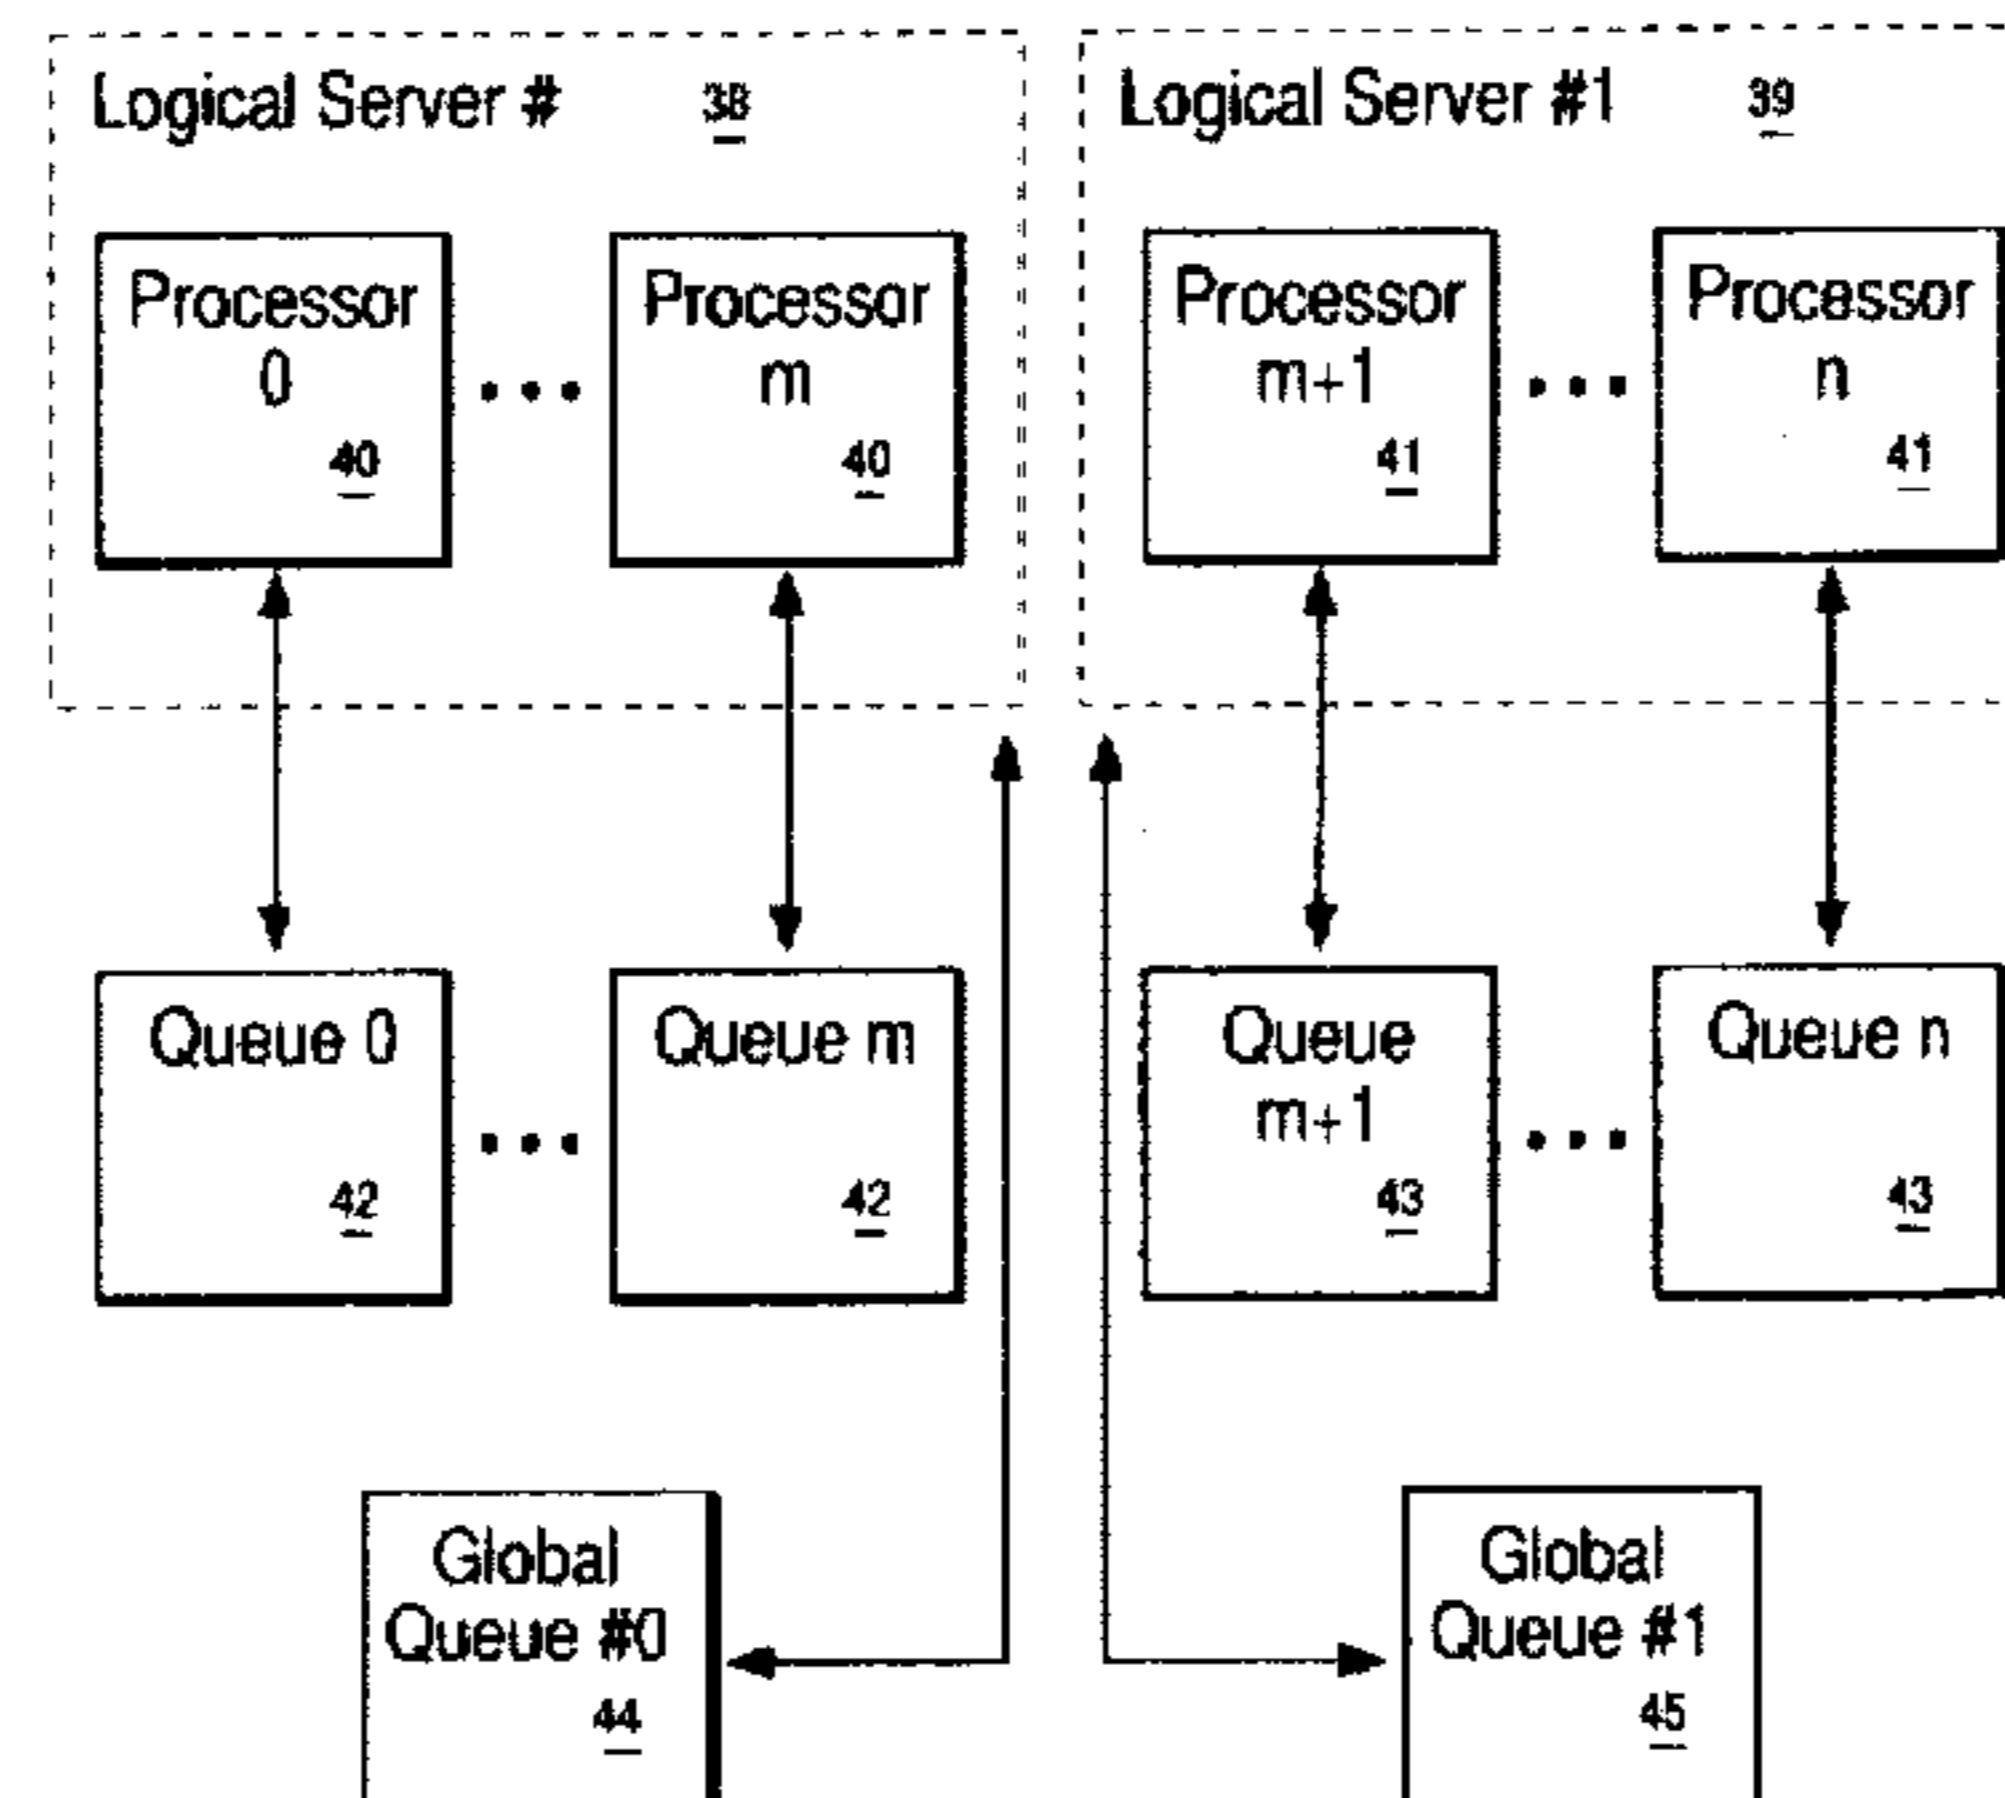 Logical Server # 38
Logical Server #1 39
Processor
0
40
Processor
m
40
Processor
m+1
41
Processor
n
41
Queue 0
42
Queue m
42
Queue
m+1
43
Queue n
43
Global
Queue #0
44
Global
Queue #1
45